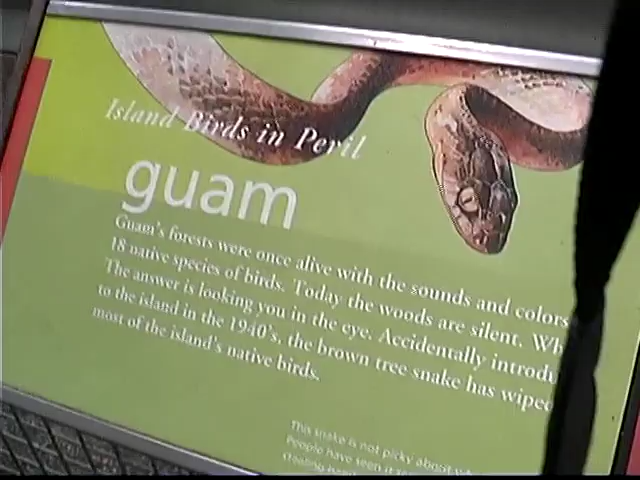 Island Birds in Peril
guam
Guam's forests were once alive with the sounds and colors
18 native species of birds. Today the woods are silent.
The answer is looking you in the eye. Accidentally
to the island in the 1940's, the brown tree snake has
most of the island's native birds.
This snake is not picky about
People have seen it